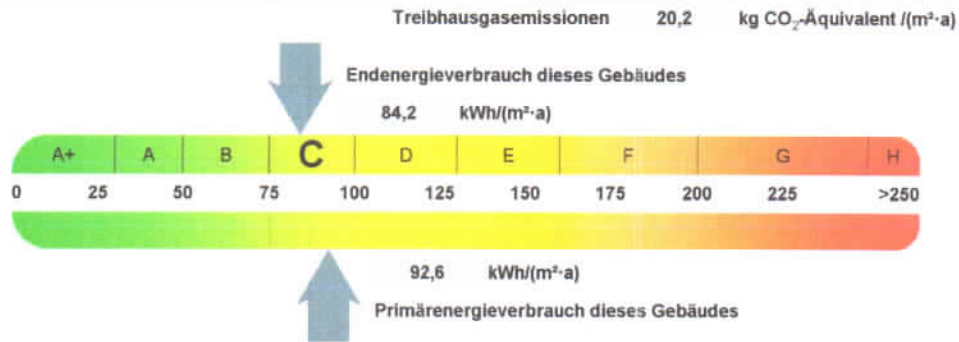 Treibhausgasemissionen 20,2 kg CO₂-Äquivalent /(m²·a)
Endenergieverbrauch dieses Gebäudes
84,2 kWh/(m²·a)
A+ A B C D E F G H
0 25 50 75 100 125 150 175 200 225 >250
92,6 kWh/(m²·a)
Primärenergieverbrauch dieses Gebäudes